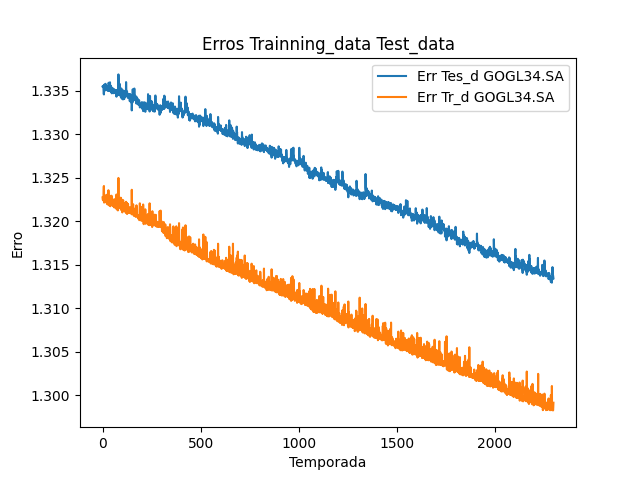 Erros Trainning_data Test_data
Err Tes_d GOGL34.SA
Err Tr_d GOGL34.SA
Erro
1.335
1.330
1.325
1.320
1.315
1.310
1.305
1.300
0 500 1000 1500 2000
Temporada